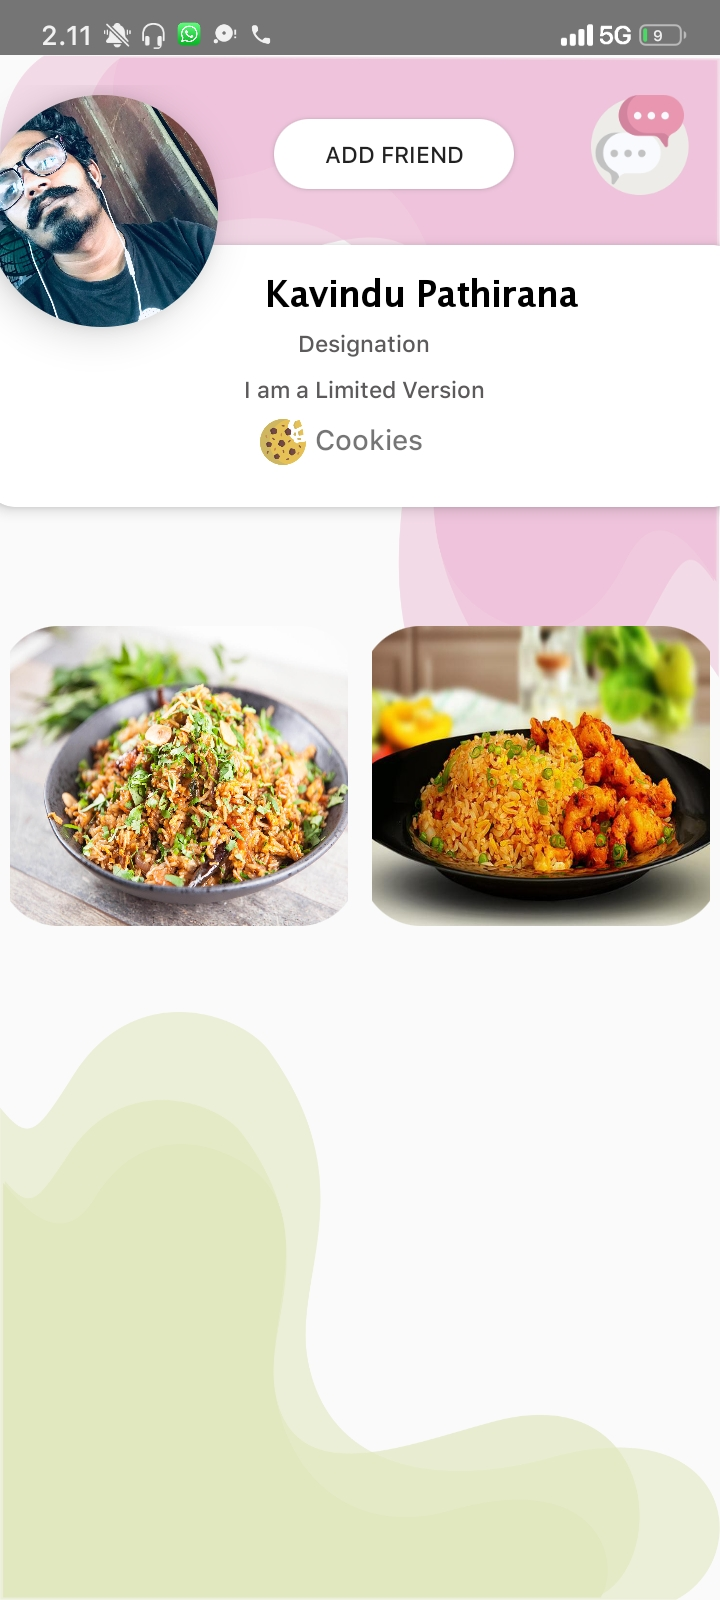 2.11
5G
9
ADD FRIEND
Kavindu Pathirana
Designation
I am a Limited Version
Cookies